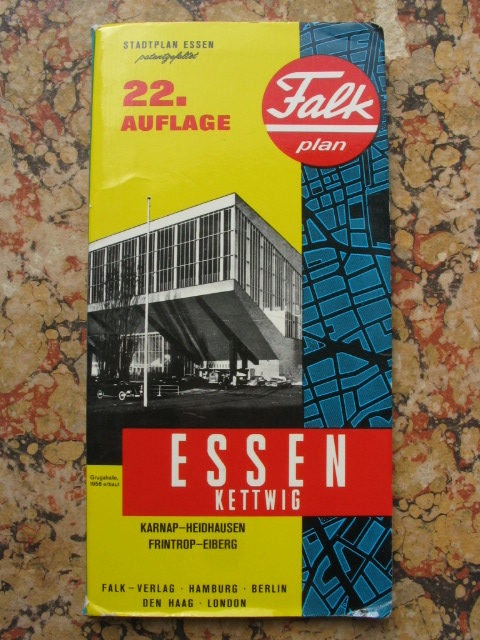 STADTPLAN ESSEN
patentgefaltet
22.
AUFLAGE
Falk
plan
Grugahalle,
1958 erbaut
ESSEN
KETTWIG
KARNAP–HEIDHAUSEN
FRINTROP–EIBERG
FALK – VERLAG · HAMBURG · BERLIN
DEN HAAG · LONDON